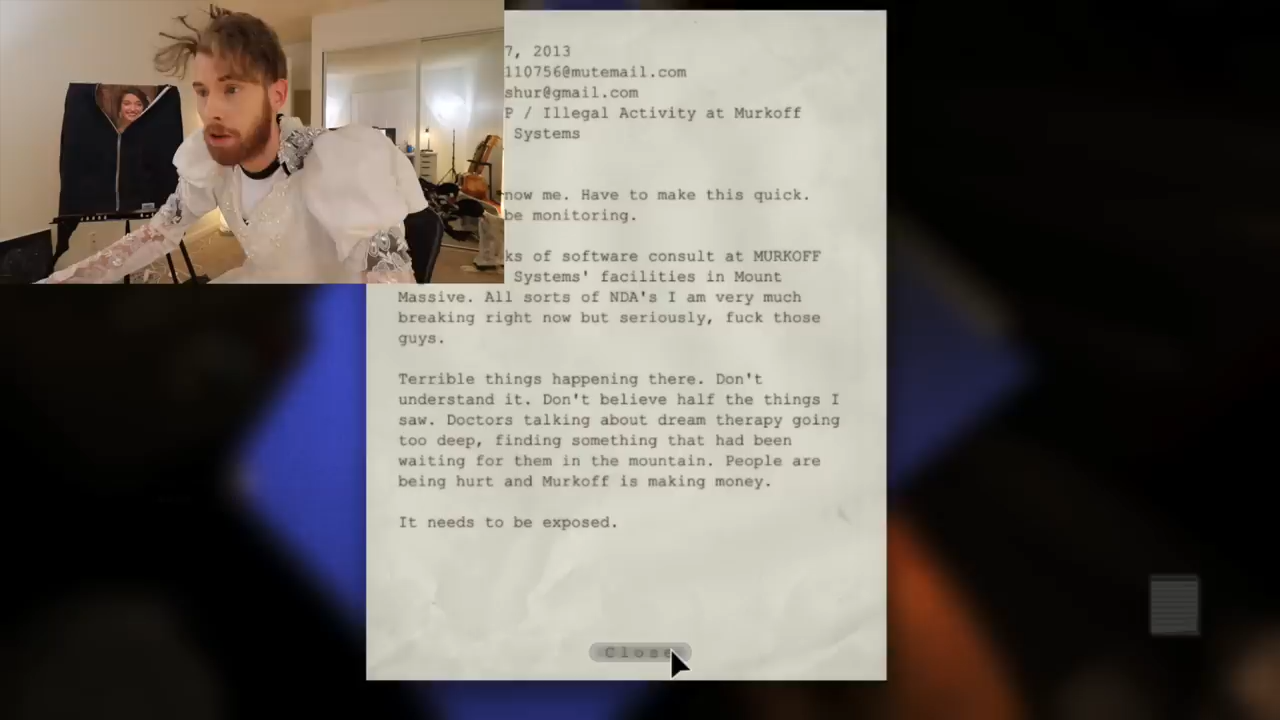 7, 2013
110756@mutemail.com
shur@gmail.com
P / Illegal Activity at Murkoff
Systems
now me. Have to make this quick.
be monitoring.
ks of software consult at MURKOFF
Systems' facilities in Mount
Massive. All sorts of NDA's I am very much
breaking right now but seriously, fuck those
guys.
Terrible things happening there. Don't
understand it. Don't believe half the things I
saw. Doctors talking about dream therapy going
too deep, finding something that had been
waiting for them in the mountain. People are
being hurt and Murkoff is making money.
It needs to be exposed.
Close